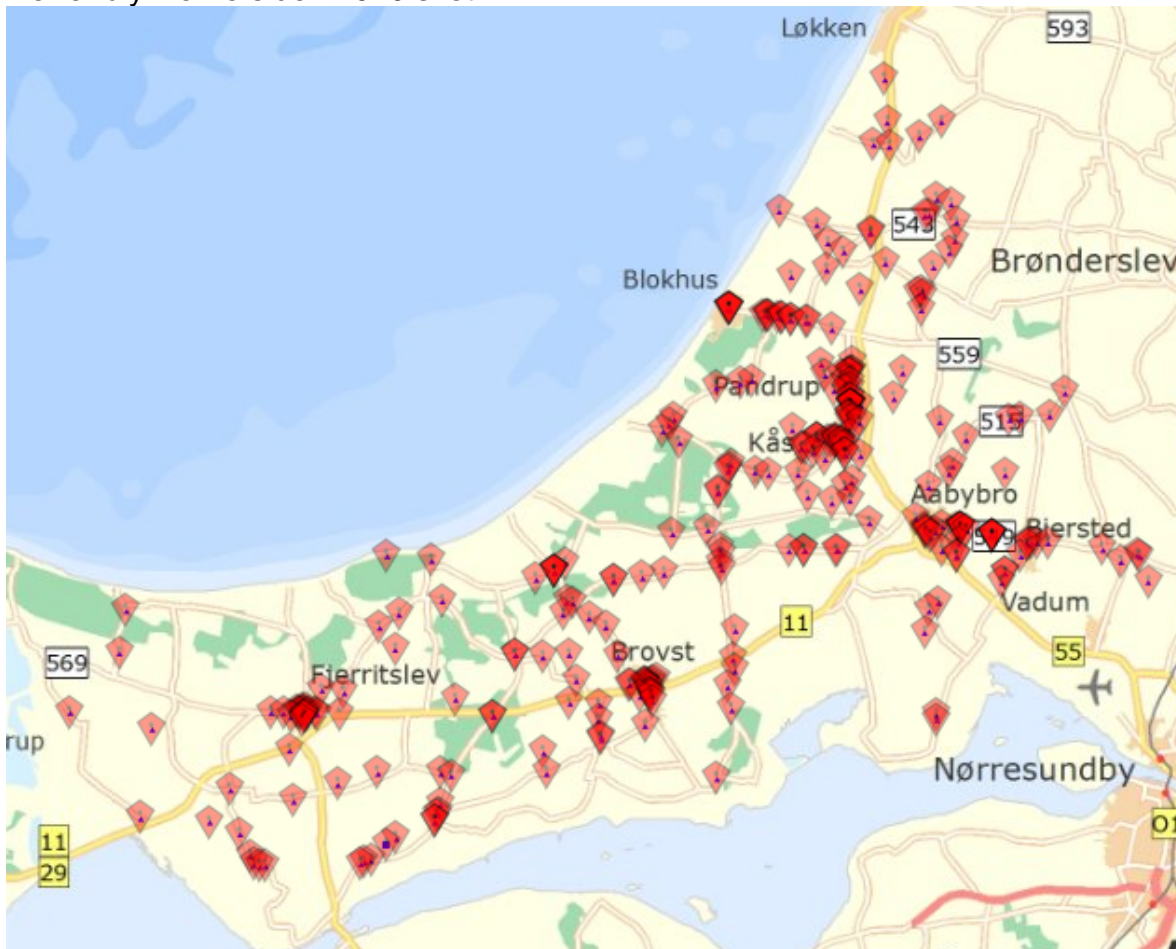 Løkken
593
543
Brønderslev
Blokhus
559
Pandrup
515
Kås
Aabybro
Biersted
Vadum
11
Brovst
55
569
Fjerritslev
rup
Nørresundby
11
29